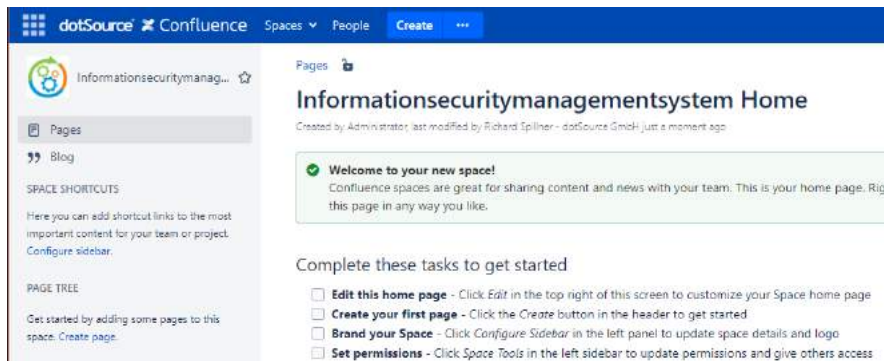 dotSource Confluence Spaces People Create ...
Informationsecuritymanag...
Pages
Blog
SPACE SHORTCUTS
Here you can add shortcut links to the most
important content for your team or project.
Configure sidebar.
PAGE TREE
Get started by adding some pages to this
space. Create page.
Pages
Informationsecuritymanagementsystem Home
Created by Administrator, last modified by Richard Spillner - dotSource GmbH just a moment ago
Welcome to your new space!
Confluence spaces are great for sharing content and news with your team. This is your home page. Rig
this page in any way you like.
Complete these tasks to get started
Edit this home page - Click Edit in the top right of this screen to customize your Space home page
Create your first page - Click the Create button in the header to get started
Brand your Space - Click Configure Sidebar in the left panel to update space details and logo
Set permissions - Click Space Tools in the left sidebar to update permissions and give others access